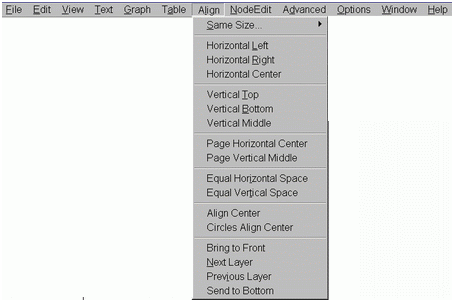 File Edit View Text Graph Table Align NodeEdit Advanced Options Window Help
Same Size...
Horizontal Left
Horizontal Right
Horizontal Center
Vertical Top
Vertical Bottom
Vertical Middle
Page Horizontal Center
Page Vertical Middle
Equal Horizontal Space
Equal Vertical Space
Align Center
Circles Align Center
Bring to Front
Next Layer
Previous Layer
Send to Bottom